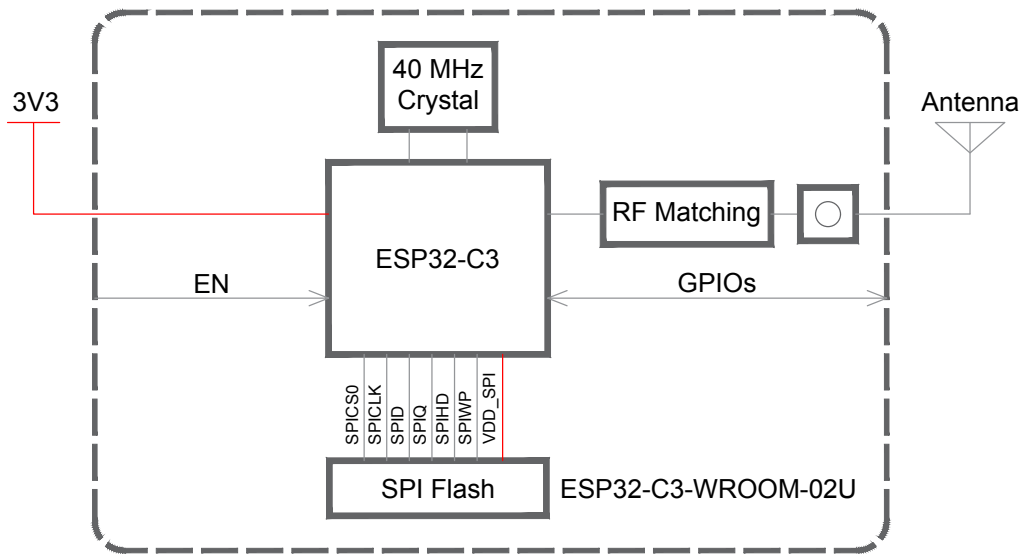 40 MHz
Crystal
3V3
Antenna
RF Matching
ESP32-C3
EN
GPIOs
SPICS0
SPICLK
SPID
SPIQ
SPIHD
SPIWP
VDD_SPI
SPI Flash
ESP32-C3-WROOM-02U